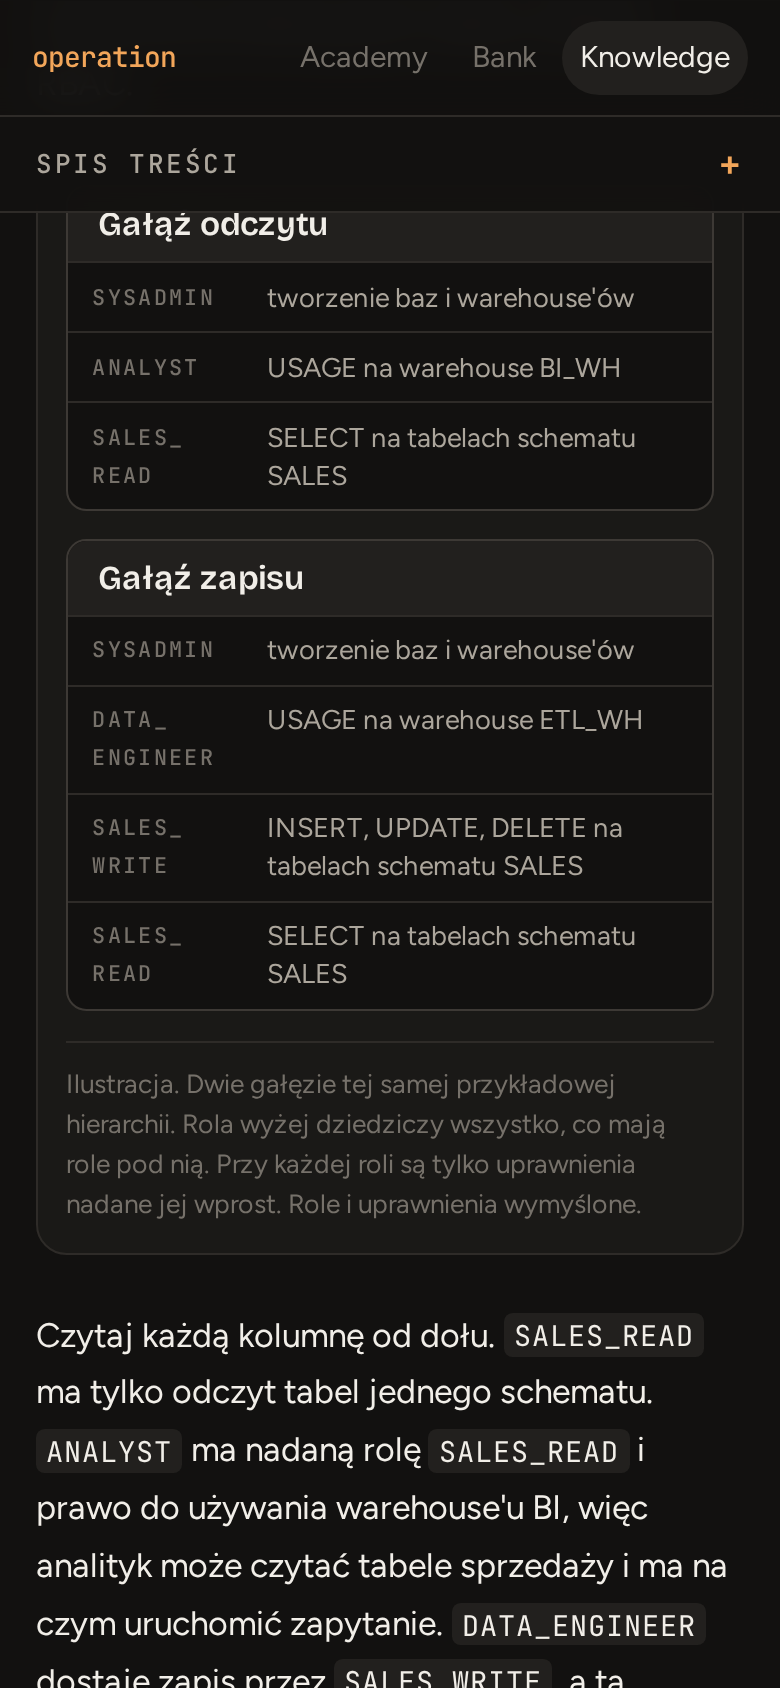 operation
Academy
Bank
Knowledge
SPIS TREŚCI
+
Gałąź odczytu
SYSADMIN
tworzenie baz i warehouse'ów
ANALYST
USAGE na warehouse BI_WH
SALES_
READ
SELECT na tabelach schematu
SALES
Gałąź zapisu
SYSADMIN
tworzenie baz i warehouse'ów
DATA_
ENGINEER
USAGE na warehouse ETL_WH
SALES_
WRITE
INSERT, UPDATE, DELETE na
tabelach schematu SALES
SALES_
READ
SELECT na tabelach schematu
SALES
Ilustracja. Dwie gałęzie tej samej przykładowej
hierarchii. Rola wyżej dziedziczy wszystko, co mają
role pod nią. Przy każdej roli są tylko uprawnienia
nadane jej wprost. Role i uprawnienia wymyślone.
Czytaj każdą kolumnę od dołu. SALES_READ
ma tylko odczyt tabel jednego schematu.
ANALYST ma nadaną rolę SALES_READ i
prawo do używania warehouse'u BI, więc
analityk może czytać tabele sprzedaży i ma na
czym uruchomić zapytanie. DATA_ENGINEER
dostaje zapis przez SALES_WRITE, a ta